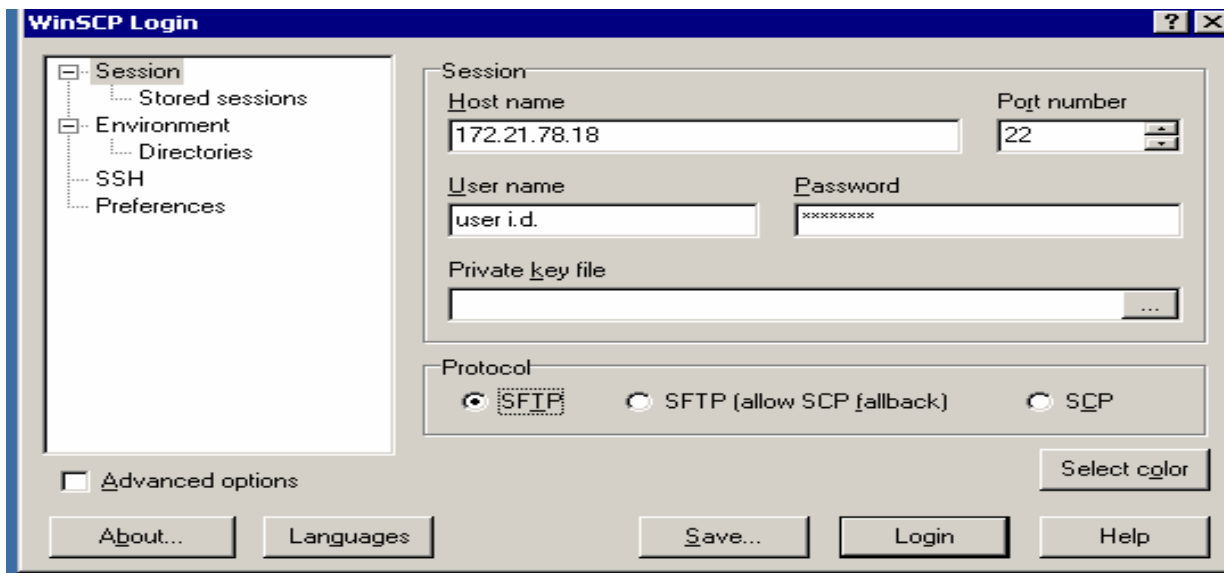 WinSCP Login
Session
Stored sessions
Environment
Directories
SSH
Preferences
Session
Host name
Port number
172.21.78.18
22
User name
Password
user i.d.
********
Private key file
...
Protocol
SFTP
SFTP (allow SCP fallback)
SCP
Select color
Advanced options
About...
Languages
Save...
Login
Help